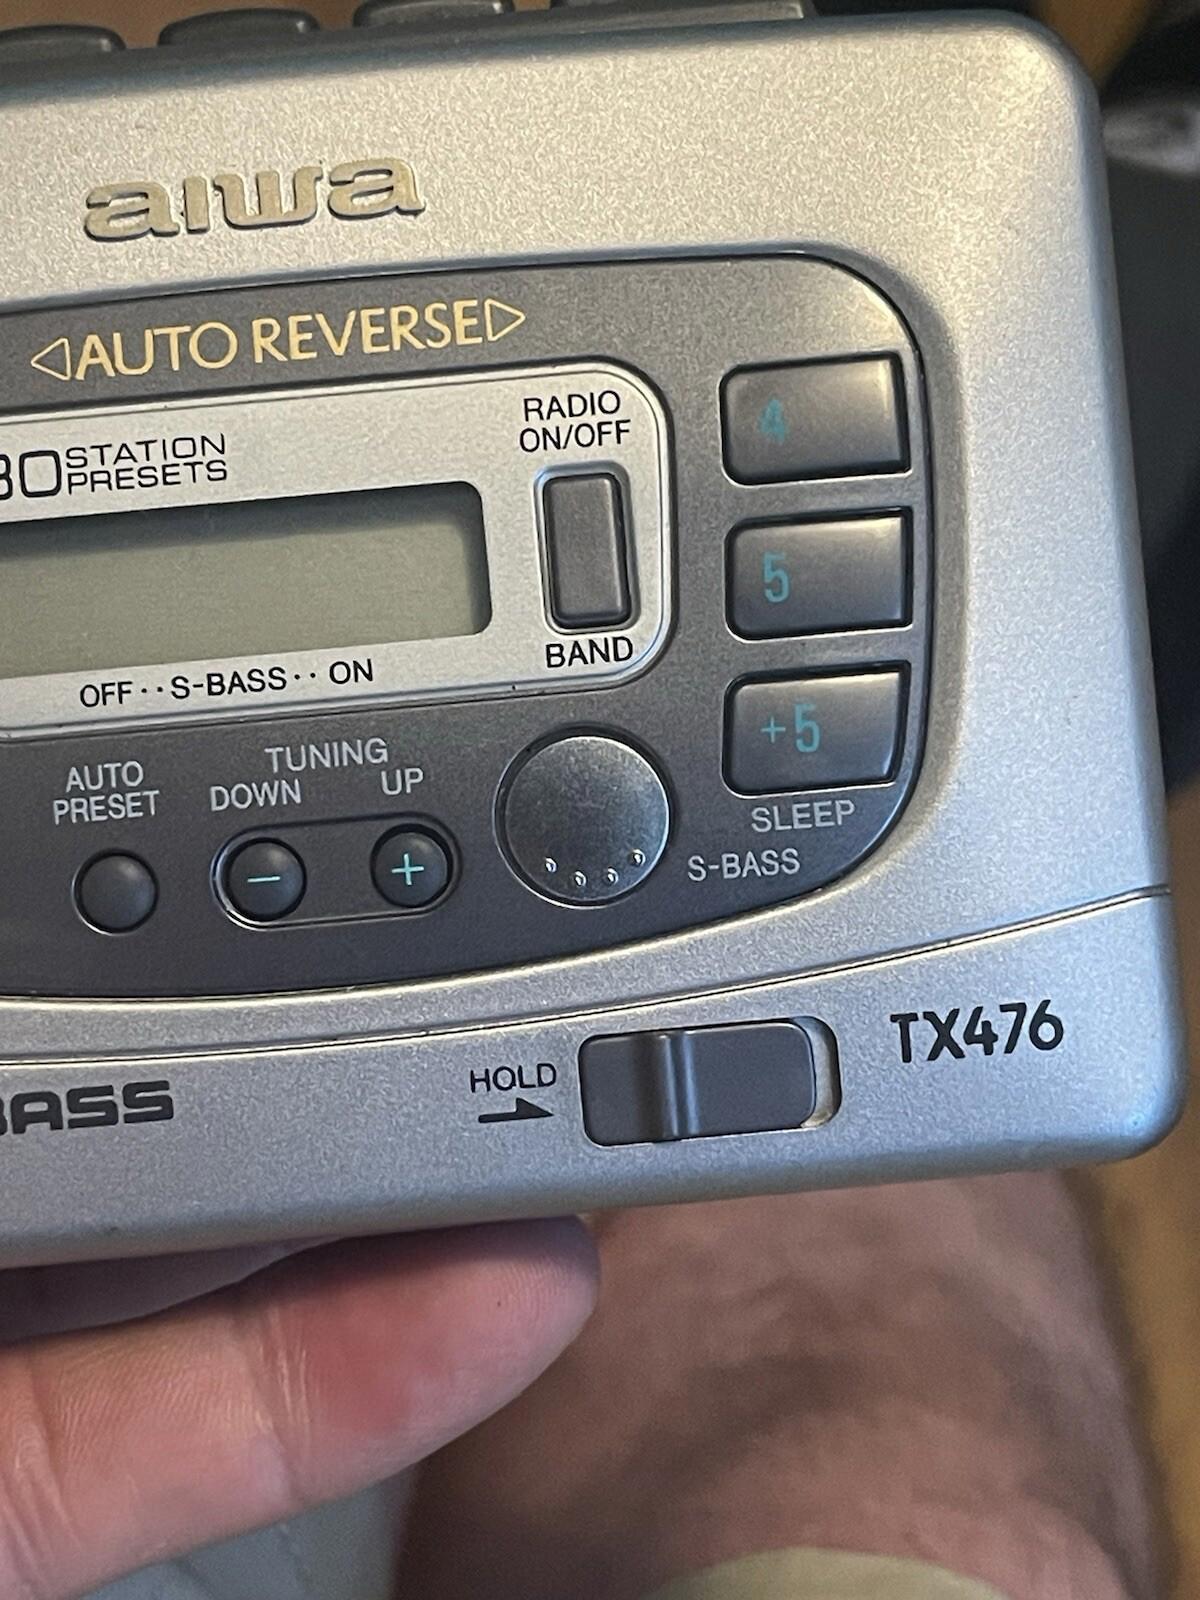 aiwa
◁AUTO REVERSE▷
30 STATION PRESETS
RADIO
ON/OFF
BAND
OFF · · S-BASS · · ON
4
5
+5
SLEEP
AUTO
PRESET
TUNING
DOWN UP
− +
S-BASS
HOLD
TX476
BASS